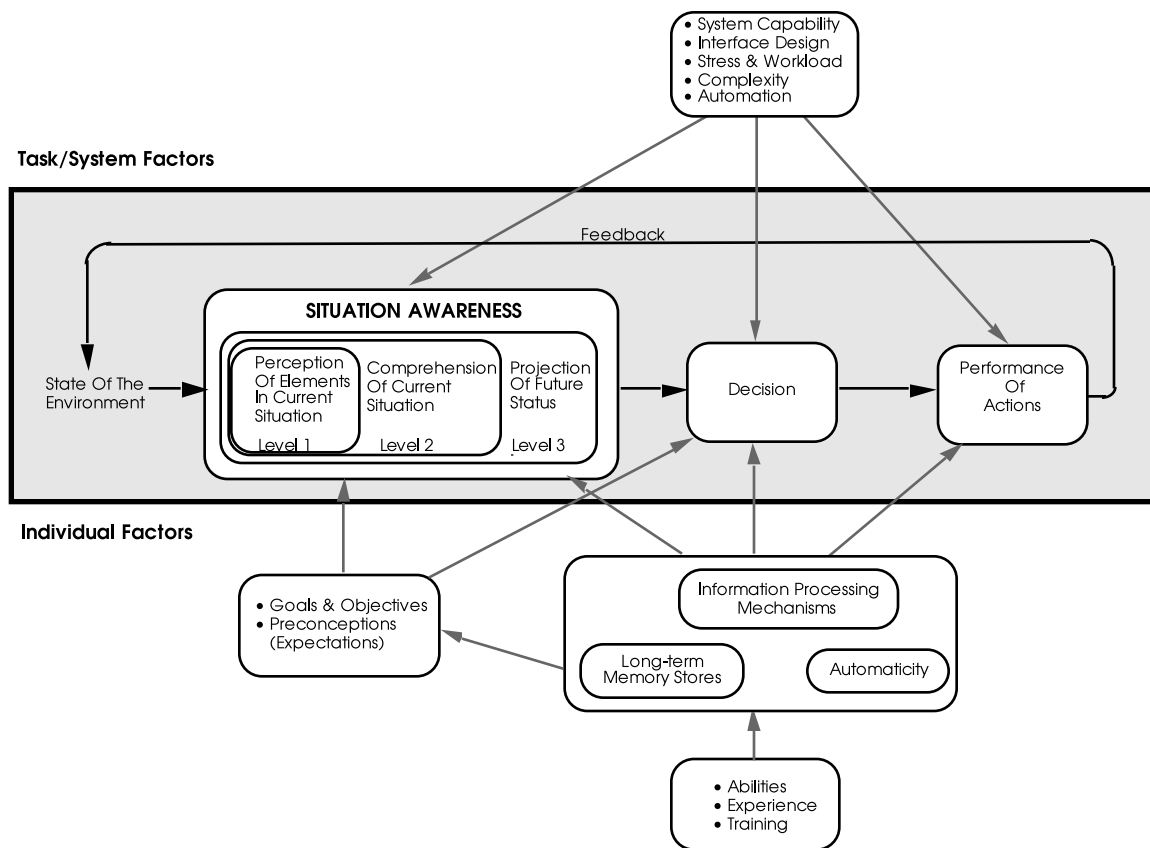 • System Capability
• Interface Design
• Stress & Workload
• Complexity
• Automation
Task/System Factors
Feedback
SITUATION AWARENESS
Perception
Of Elements
In Current
Situation
Level 1
Comprehension
Of Current
Situation
Level 2
Projection
Of Future
Status
Level 3
State Of The
Environment
Decision
Performance
Of
Actions
Individual Factors
• Goals & Objectives
• Preconceptions
(Expectations)
Information Processing
Mechanisms
Long-term
Memory Stores
Automaticity
• Abilities
• Experience
• Training